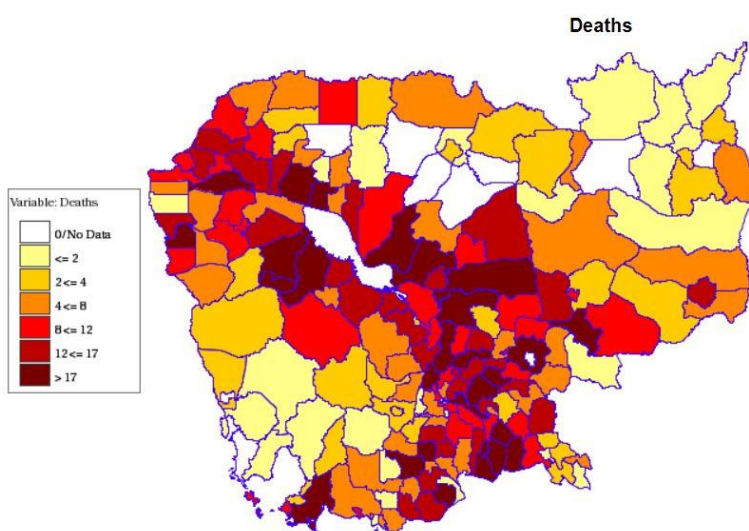 Deaths
Variable: Deaths
0/No Data
<= 2
2<= 4
4<= 8
8<= 12
12<= 17
> 17